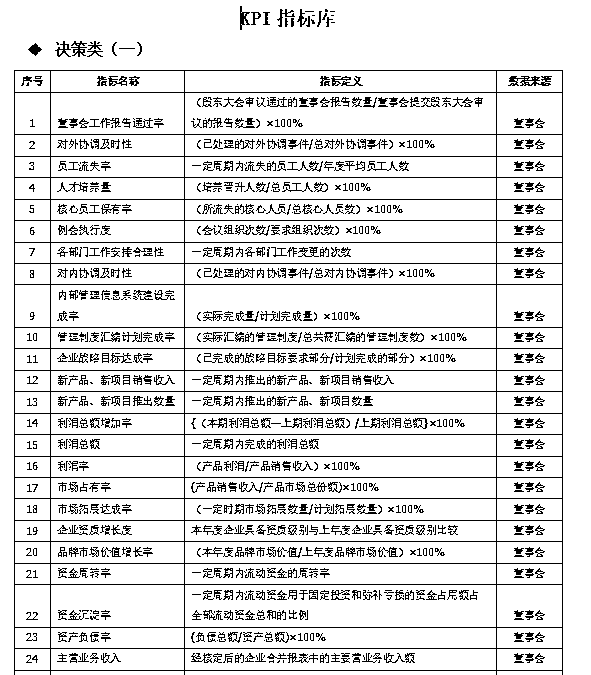 KPI 指标库
◆ 决策类（一）
序号 指标名称 指标定义 数据来源
1 董事会工作报告通过率 （股东大会审议通过的董事会报告数量/董事会提交股东大会审
议的报告数量）×100% 董事会
2 对外协调及时性 （已处理的对外协调事件/总对外协调事件）×100% 董事会
3 员工流失率 一定周期内流失的员工人数/年度平均员工人数 董事会
4 人才培养量 （培养晋升人数/总员工人数）×100% 董事会
5 核心员工保有率 （所流失的核心人员/总核心人员数）×100% 董事会
6 例会执行度 （会议组织次数/要求组织次数）×100% 董事会
7 各部门工作安排合理性 一定周期内各部门工作变更的次数 董事会
8 对内协调及时性 （已处理的对内协调事件/总对内协调事件）×100% 董事会
内部管理信息系统建设完
9 成率 （实际完成量/计划完成量）×100% 董事会
10 管理制度汇编计划完成率 （实际汇编的管理制度/总共需汇编的管理制度数）×100% 董事会
11 企业战略目标达成率 （已完成的战略目标要求部分/计划完成的部分）×100% 董事会
12 新产品、新项目销售收入 一定周期内推出的新产品、新项目销售收入 董事会
13 新产品、新项目推出数量 一定周期内推出的新产品、新项目数量 董事会
14 利润总额增加率 {（本期利润总额—上期利润总额）/上期利润总额}×100% 董事会
15 利润总额 一定周期内完成的利润总额 董事会
16 利润率 （产品利润/产品销售收入）×100% 董事会
17 市场占有率 {产品销售收入/产品市场总份额}×100% 董事会
18 市场拓展达成率 （一定时期市场拓展数量/计划拓展数量）×100% 董事会
19 企业资质增长度 本年度企业具备资质级别与上年度企业具备资质级别比较 董事会
20 品牌市场价值增长率 （本年度品牌市场价值/上年度品牌市场价值）×100% 董事会
21 资金周转率 一定周期内流动资金的周转率 董事会
22 资金沉淀率 一定周期内流动资金用于固定投资和弥补亏损的资金占用额占
全部流动资金总和的比例 董事会
23 资产负债率 {负债总额/资产总额}×100% 董事会
24 主营业务收入 经核定后的企业合并报表中的主要营业务收入额 董事会